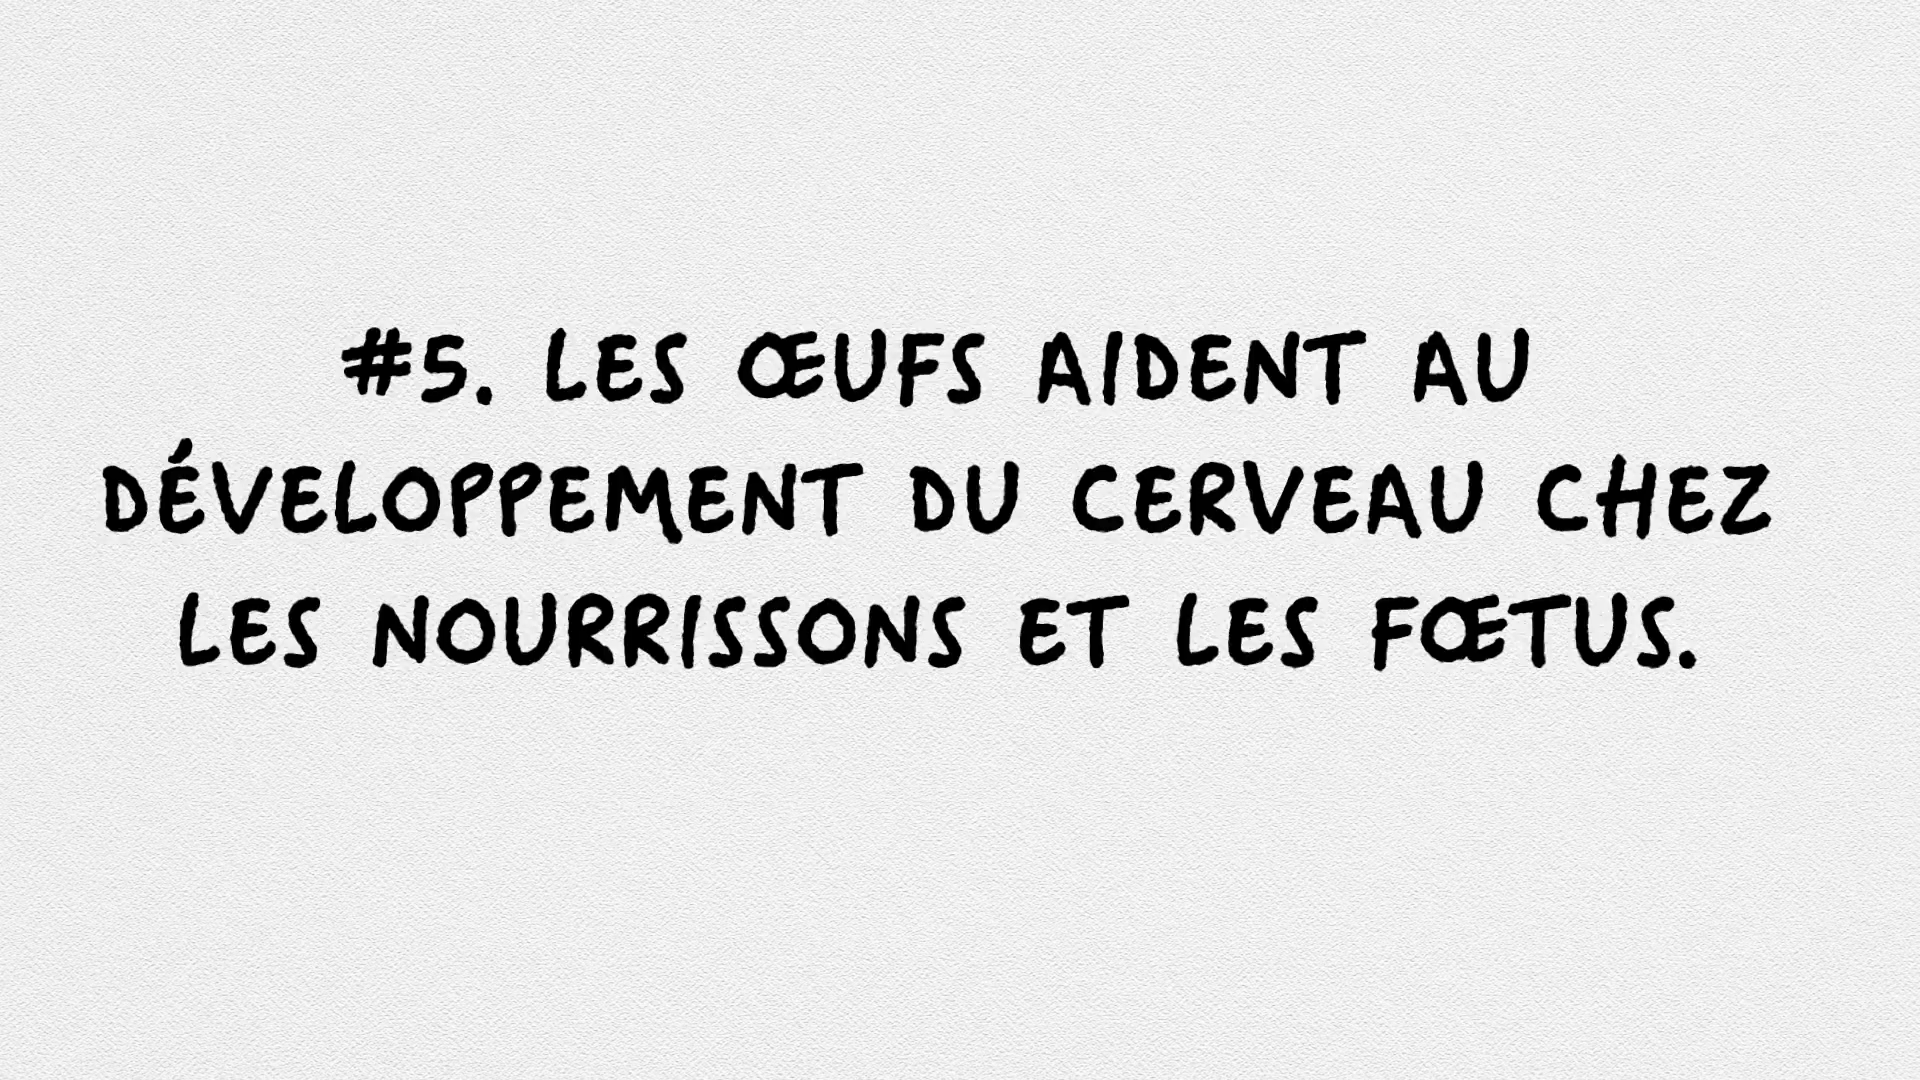 #5. LES ŒUFS AIDENT AU
DÉVELOPPEMENT DU CERVEAU CHEZ
LES NOURRISSONS ET LES FŒTUS.